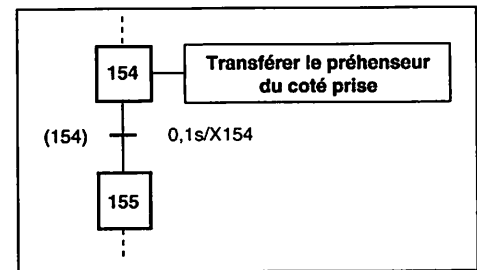 154
Transférer le préhenseur
du coté prise
(154)
0,1s/X154
155